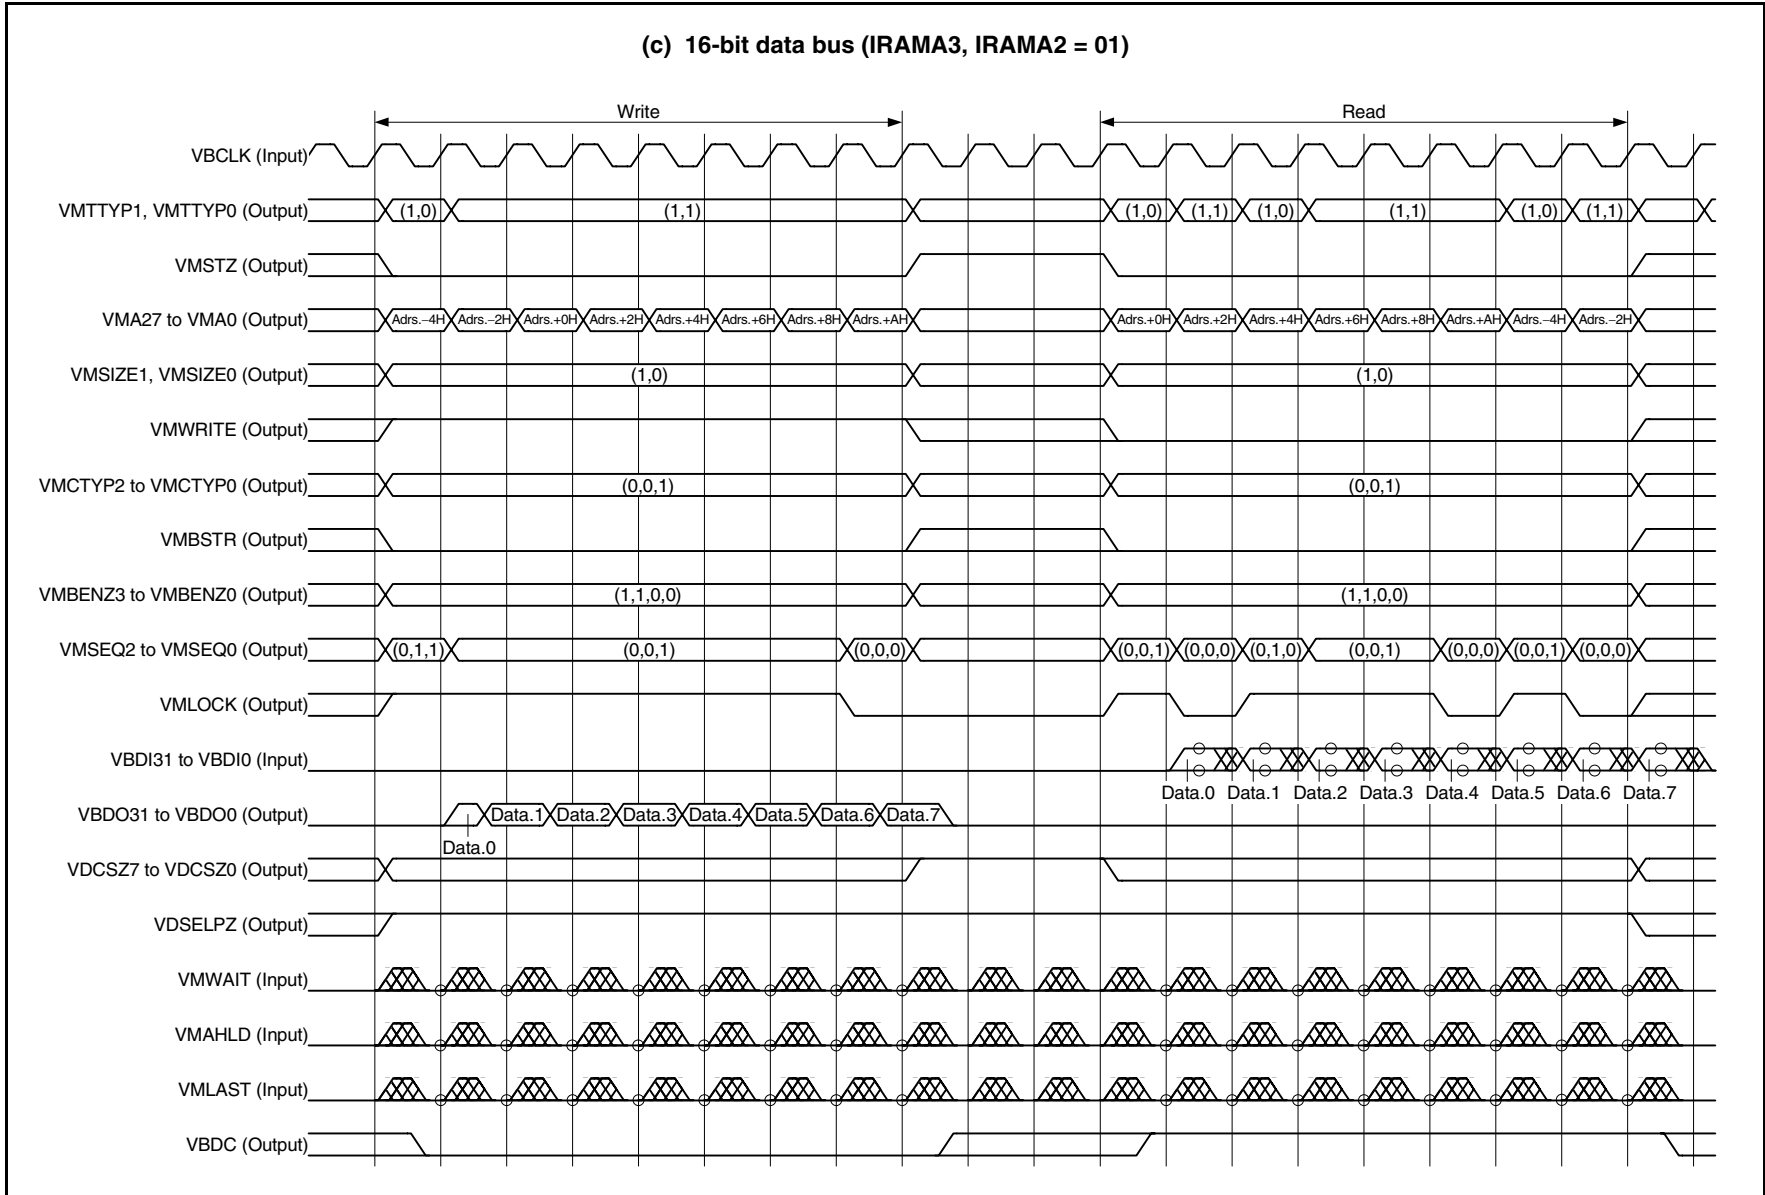 (c) 16-bit data bus (IRAMA3, IRAMA2 = 01)
Write Read
VBCLK (Input)
VMTTYP1, VMTTYP0 (Output) (1,0) (1,1) (1,0) (1,1) (1,0) (1,1) (1,0) (1,1)
VMSTZ (Output)
VMA27 to VMA0 (Output) Adrs.−4H Adrs.−2H Adrs.+0H Adrs.+2H Adrs.+4H Adrs.+6H Adrs.+8H Adrs.+AH Adrs.+0H Adrs.+2H Adrs.+4H Adrs.+6H Adrs.+8H Adrs.+AH Adrs.−4H Adrs.−2H
VMSIZE1, VMSIZE0 (Output) (1,0) (1,0)
VMWRITE (Output)
VMCTYP2 to VMCTYP0 (Output) (0,0,1) (0,0,1)
VMBSTR (Output)
VMBENZ3 to VMBENZ0 (Output) (1,1,0,0) (1,1,0,0)
VMSEQ2 to VMSEQ0 (Output) (0,1,1) (0,0,1) (0,0,0) (0,0,1) (0,0,0) (0,1,0) (0,0,1) (0,0,0) (0,0,1) (0,0,0)
VMLOCK (Output)
VBDI31 to VBDI0 (Input)
Data.0 Data.1 Data.2 Data.3 Data.4 Data.5 Data.6 Data.7
VBDO31 to VBDO0 (Output) Data.1 Data.2 Data.3 Data.4 Data.5 Data.6 Data.7
Data.0
VDCSZ7 to VDCSZ0 (Output)
VDSELPZ (Output)
VMWAIT (Input)
VMAHLD (Input)
VMLAST (Input)
VBDC (Output)